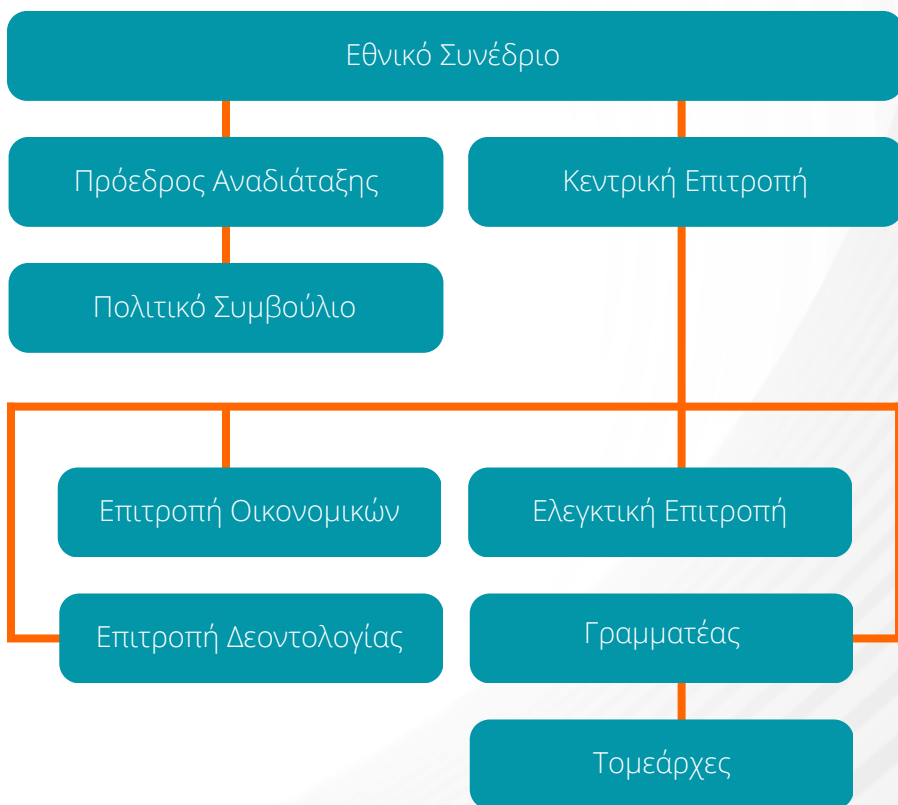 Εθνικό Συνέδριο
Πρόεδρος Αναδιάταξης
Κεντρική Επιτροπή
Πολιτικό Συμβούλιο
Επιτροπή Οικονομικών
Ελεγκτική Επιτροπή
Επιτροπή Δεοντολογίας
Γραμματέας
Τομεάρχες